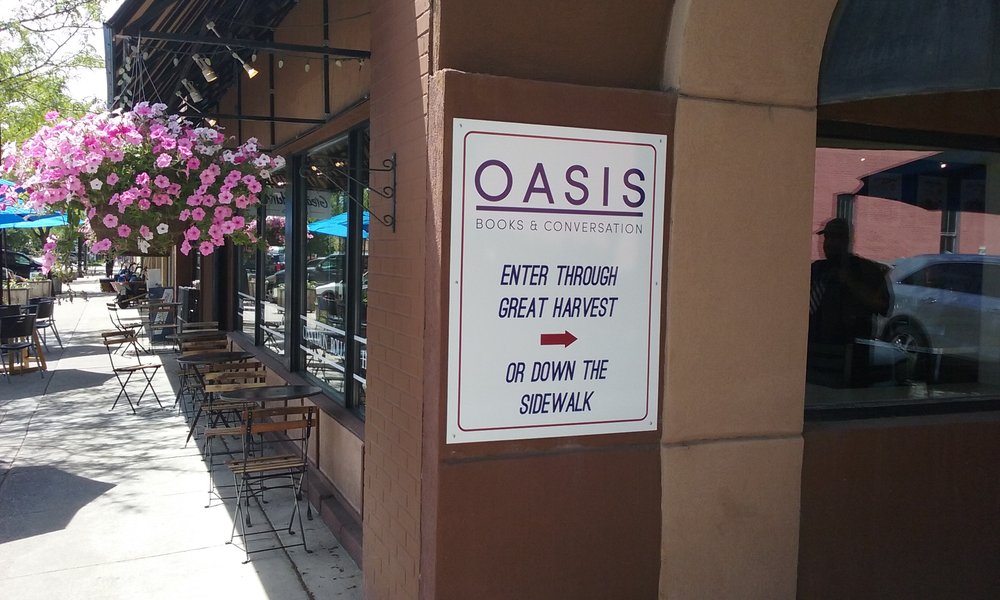 OASIS
BOOKS & CONVERSATION
ENTER THROUGH
GREAT HARVEST
OR DOWN THE
SIDEWALK